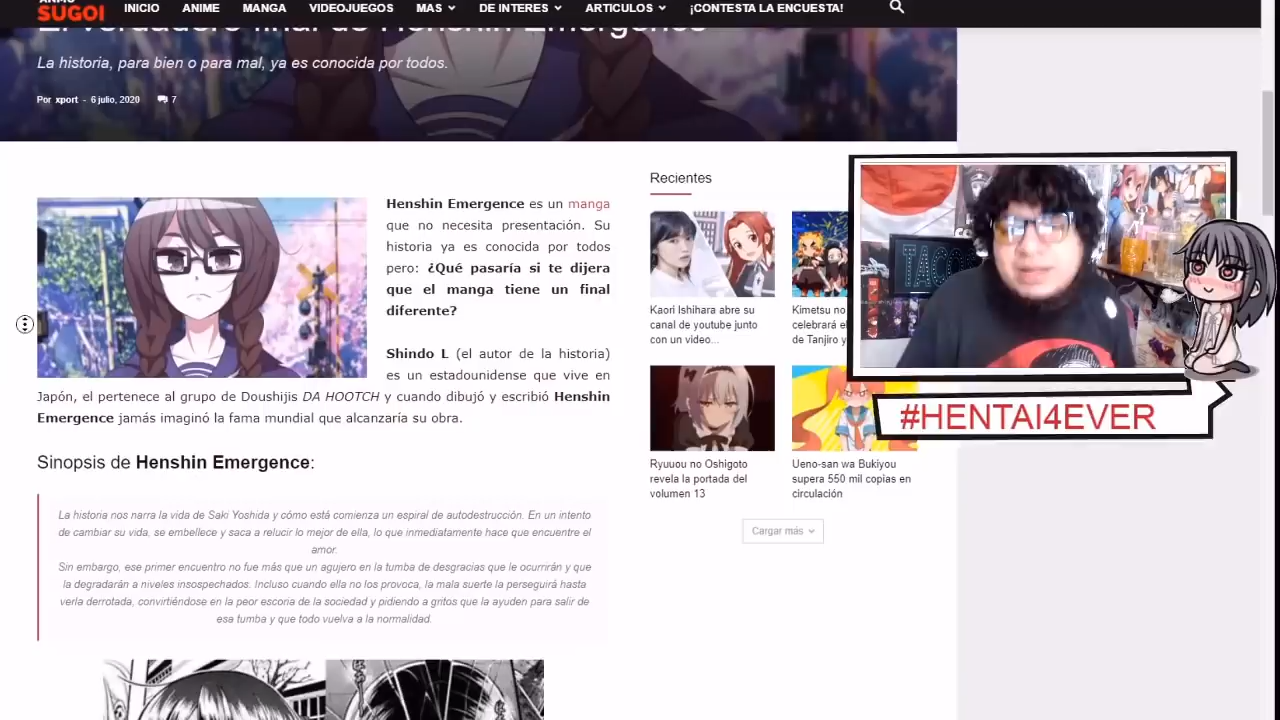 SUGOI
INICIO ANIME MANGA VIDEOJUEGOS MAS DE INTERES ARTICULOS ¡CONTESTA LA ENCUESTA!
El verdadero final de Henshin Emergence
La historia, para bien o para mal, ya es conocida por todos.
Por xport - 6 julio, 2020 7
Henshin Emergence es un manga
que no necesita presentación. Su
historia ya es conocida por todos
pero: ¿Qué pasaría si te dijera
que el manga tiene un final
diferente?
Shindo L (el autor de la historia)
es un estadounidense que vive en
Japón, el pertenece al grupo de Doushijis DA HOOTCH y cuando dibujó y escribió Henshin
Emergence jamás imaginó la fama mundial que alcanzaría su obra.
Sinopsis de Henshin Emergence:
La historia nos narra la vida de Saki Yoshida y cómo está comienza un espiral de autodestrucción. En un intento
de cambiar su vida, se embellece y saca a relucir lo mejor de ella, lo que inmediatamente hace que encuentre el
amor.
Sin embargo, ese primer encuentro no fue más que un agujero en la tumba de desgracias que le ocurrirán y que
la degradarán a niveles insospechados. Incluso cuando ella no los provoca, la mala suerte la perseguirá hasta
verla derrotada, convirtiéndose en la peor escoria de la sociedad y pidiendo a gritos que la ayuden para salir de
esa tumba y que todo vuelva a la normalidad.
Recientes
Kaori Ishihara abre su
canal de youtube junto
con un video...
Kimetsu no
celebrará el
de Tanjiro y
Ryuuou no Oshigoto
revela la portada del
volumen 13
Ueno-san wa Bukiyou
supera 550 mil copias en
circulación
Cargar más
TACO
#HENTAI4EVER